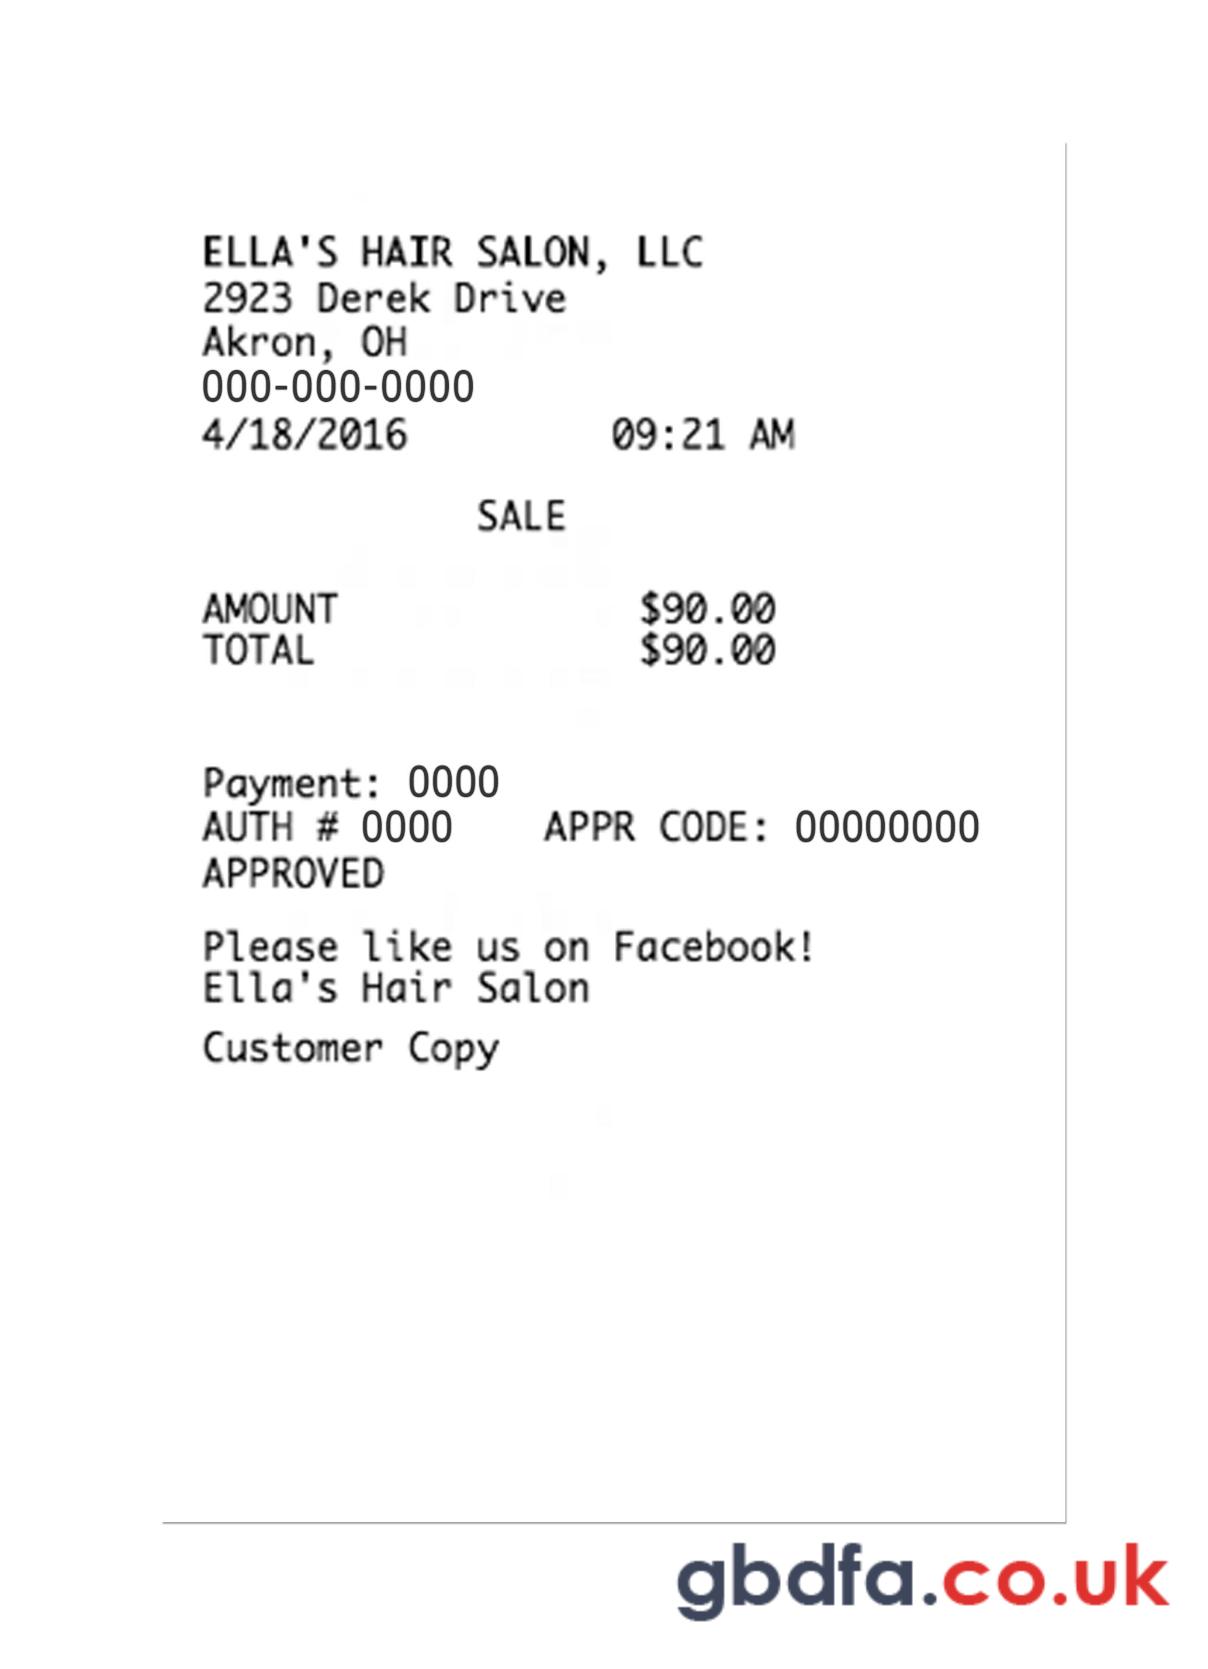 ELLA'S HAIR SALON, LLC
2923 Derek Drive
Akron, OH
000-000-0000
4/18/2016 09:21 AM
SALE
AMOUNT $90.00
TOTAL $90.00
Payment: 0000
AUTH # 0000 APPR CODE: 00000000
APPROVED
Please like us on Facebook!
Ella's Hair Salon
Customer Copy
gbdfa.co.uk